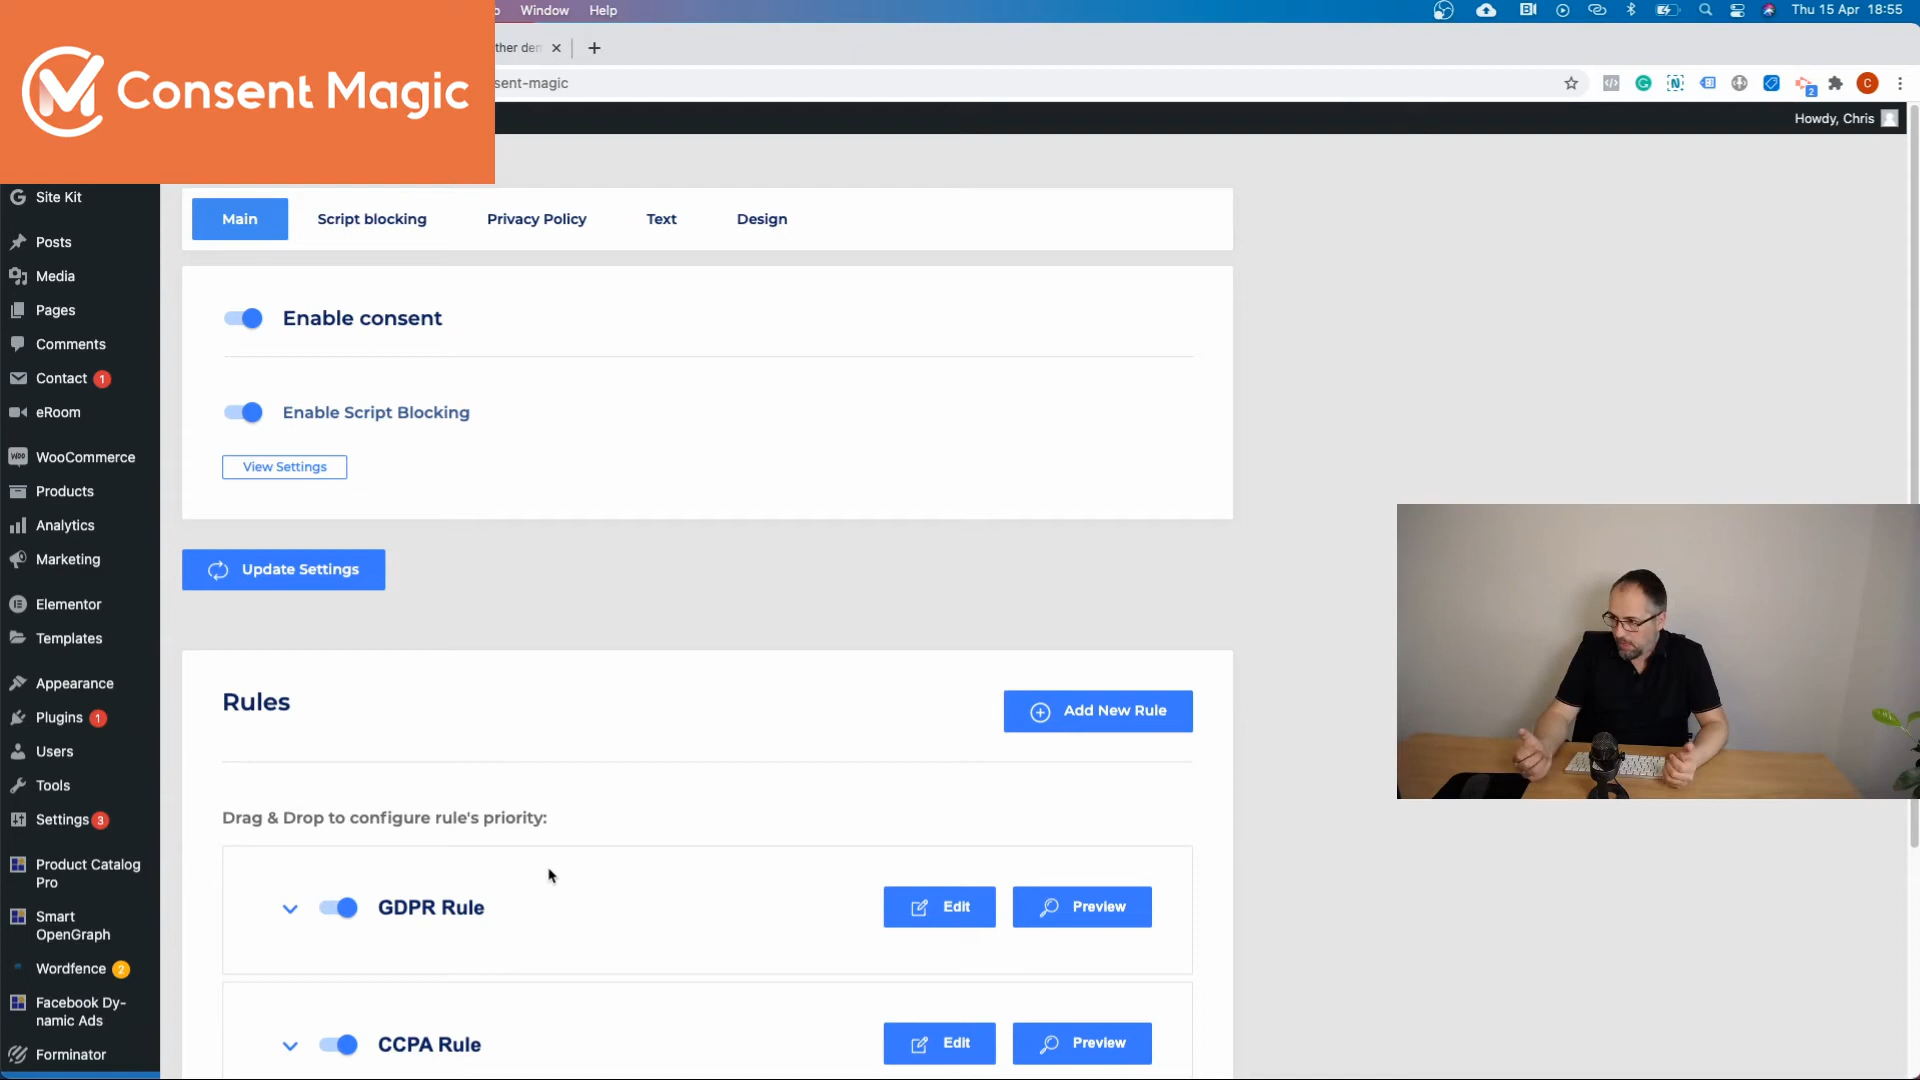 Window Help
Thu 15 Apr 18:55
Consent Magic
ther den
sent-magic
C
2
Howdy, Chris
Site Kit
Posts
Media
Pages
Comments
Contact 1
eRoom
WooCommerce
Products
Analytics
Marketing
Elementor
Templates
Appearance
Plugins 1
Users
Tools
Settings 3
Product Catalog
Pro
Smart
OpenGraph
Wordfence 2
Facebook Dy-
namic Ads
Forminator
Main Script blocking Privacy Policy Text Design
Enable consent
Enable Script Blocking
View Settings
Update Settings
Rules
Add New Rule
Drag & Drop to configure rule's priority:
GDPR Rule Edit Preview
CCPA Rule Edit Preview